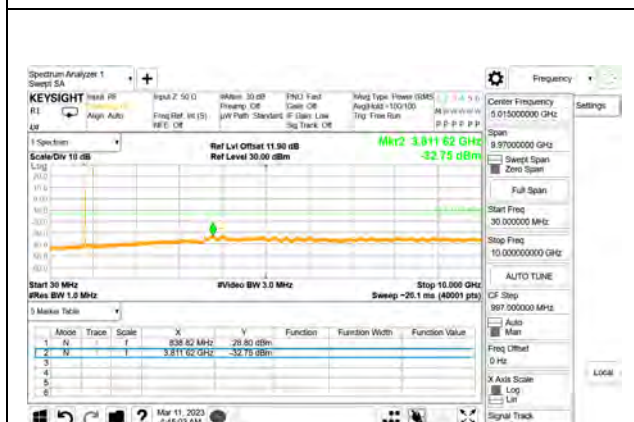 Spectrum Analyzer 1
Swept SA
Frequency
KEYSIGHT Input: RF
Input Z: 50 Ω
PNO: Fast
Avg Type: Power (RMS)
Preamp: Off
Gate: Off
Avg|Hold: >100/100
Align: Auto
Freq Ref: Int (S)
µW Path: Standard
IF Gain: Low
Trig: Free Run
NFE: Off
Sig Track: Off
P P P P P P
Center Frequency
5.015000000 GHz
Settings
1 Spectrum
Ref Lvl Offset 11.90 dB
Mkr2 3.811 62 GHz
Scale/Div 10 dB
Ref Level 30.00 dBm
-32.75 dBm
Log
Span
9.97000000 GHz
Swept Span
Zero Span
Full Span
Start Freq
30.000000 MHz
Stop Freq
10.000000000 GHz
AUTO TUNE
Start 30 MHz
#Video BW 3.0 MHz
Stop 10.000 GHz
#Res BW 1.0 MHz
Sweep ~20.1 ms (40001 pts)
CF Step
997.000000 MHz
Auto
Man
5 Marker Table
Mode Trace Scale X Y Function Function Width Function Value
1 N 1 f 838.82 MHz 28.80 dBm
2 N 1 f 3.811 62 GHz -32.75 dBm
3
4
5
6
Freq Offset
0 Hz
X Axis Scale
Log
Lin
Local
Signal Track
? Mar 11, 2023